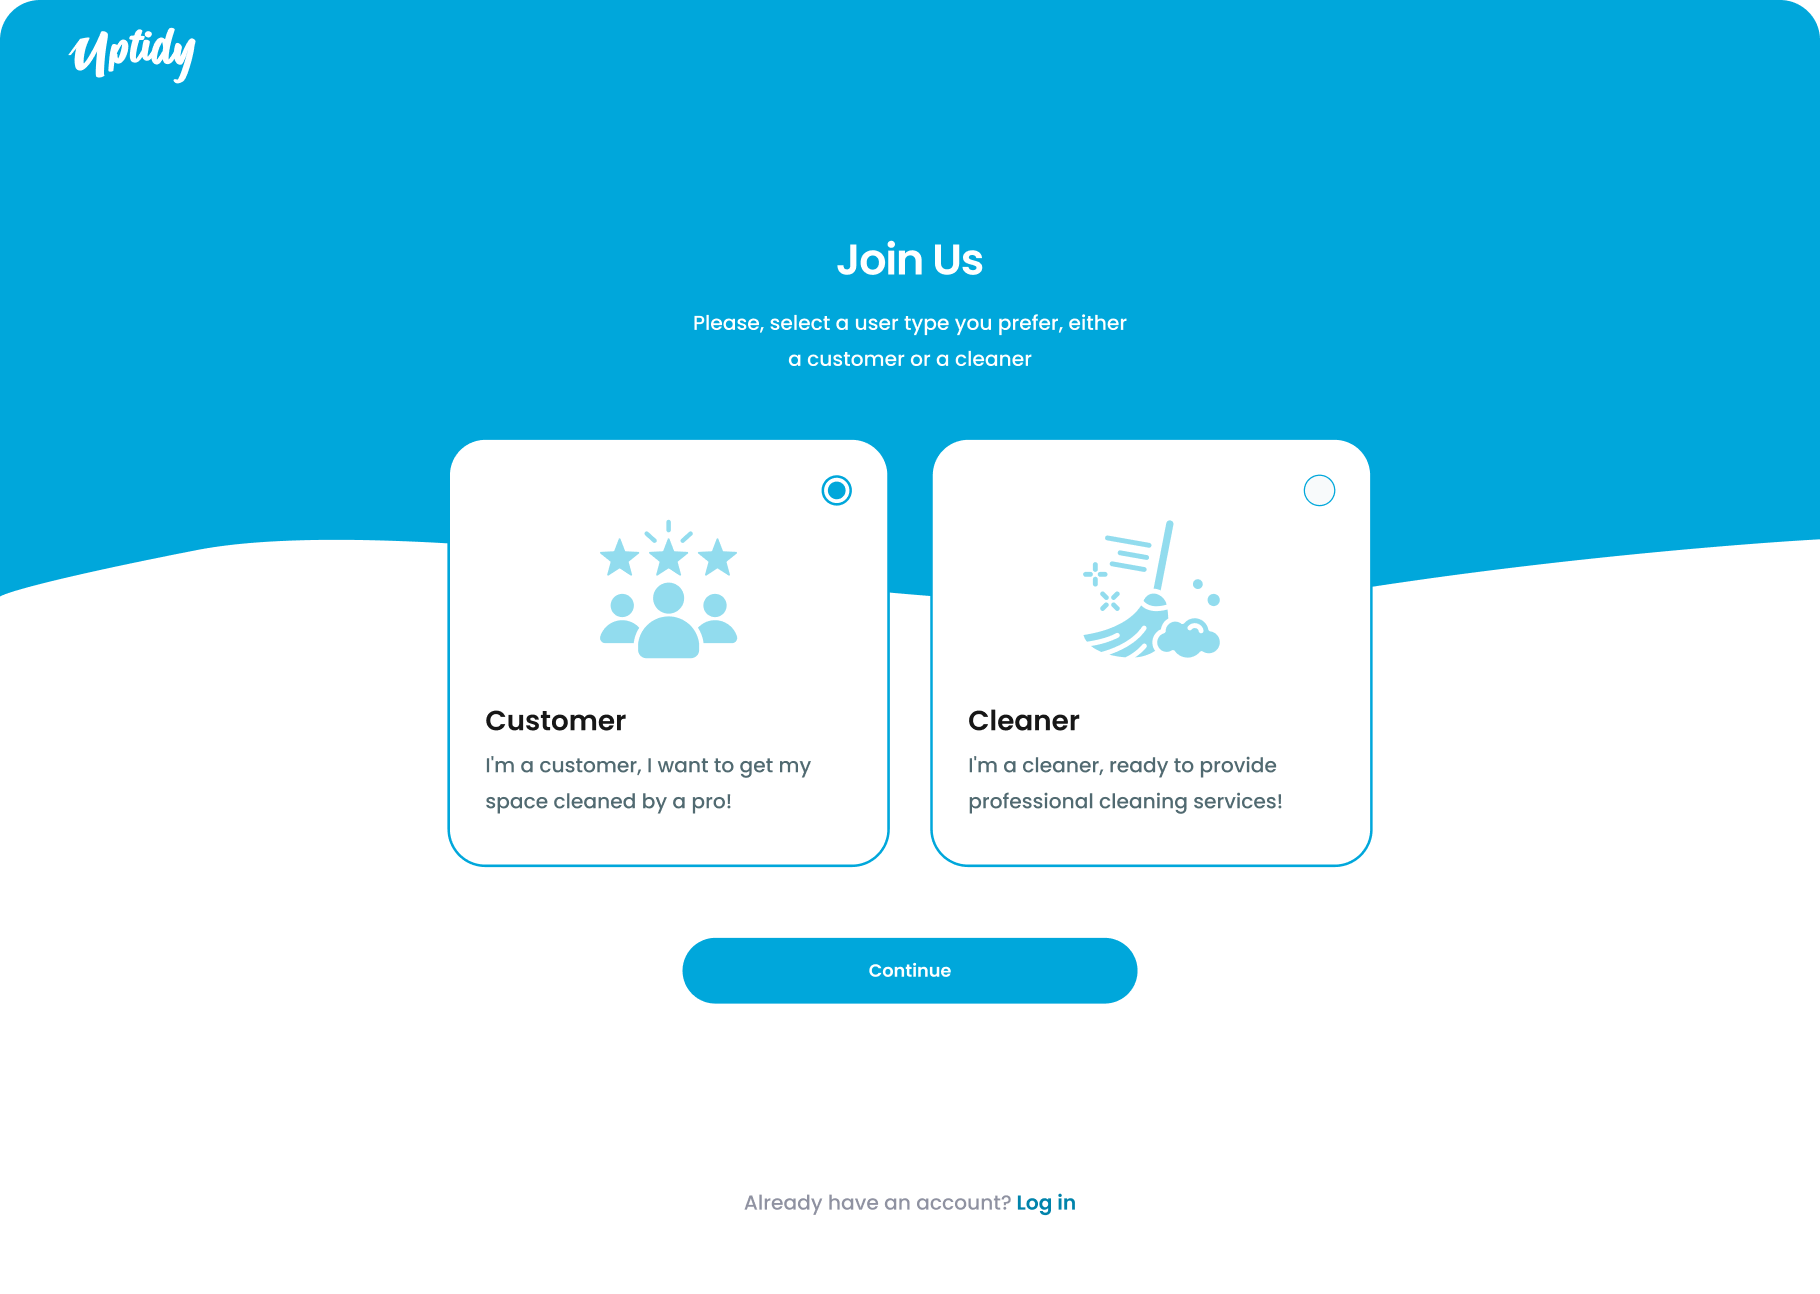 Uptidy
Join Us
Please, select a user type you prefer, either
a customer or a cleaner
Customer
I'm a customer, I want to get my
space cleaned by a pro!
Cleaner
I'm a cleaner, ready to provide
professional cleaning services!
Continue
Already have an account? Log in